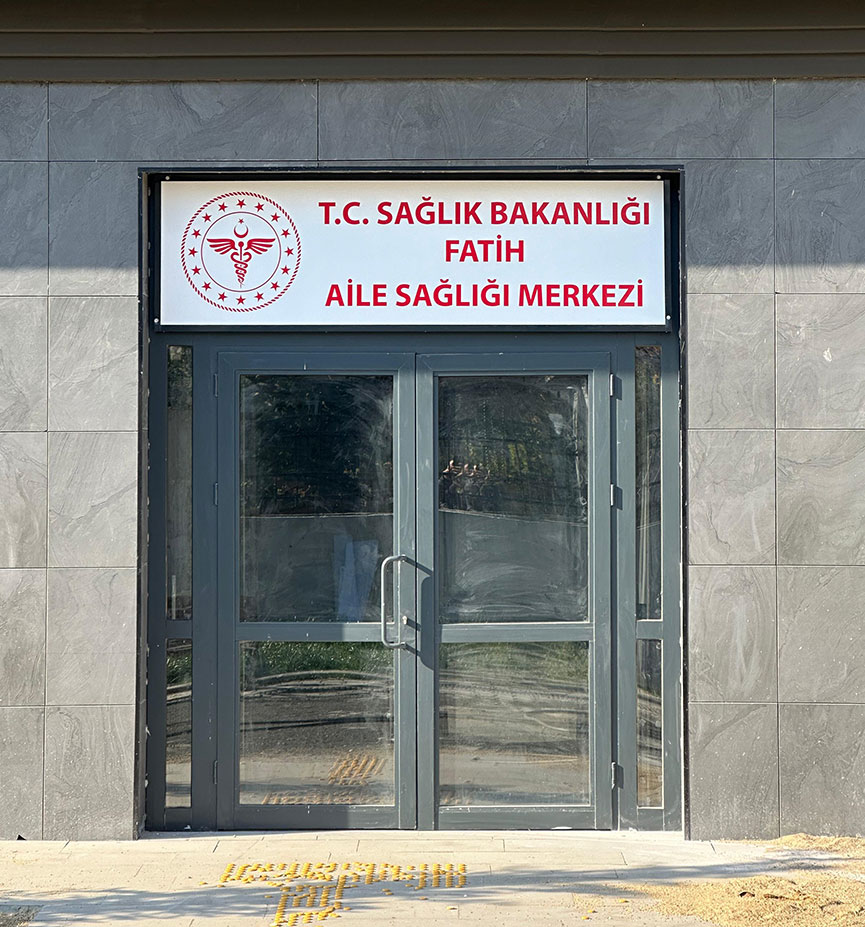 T.C. SAĞLIK BAKANLIĞI
FATİH
AİLE SAĞLIĞI MERKEZİ